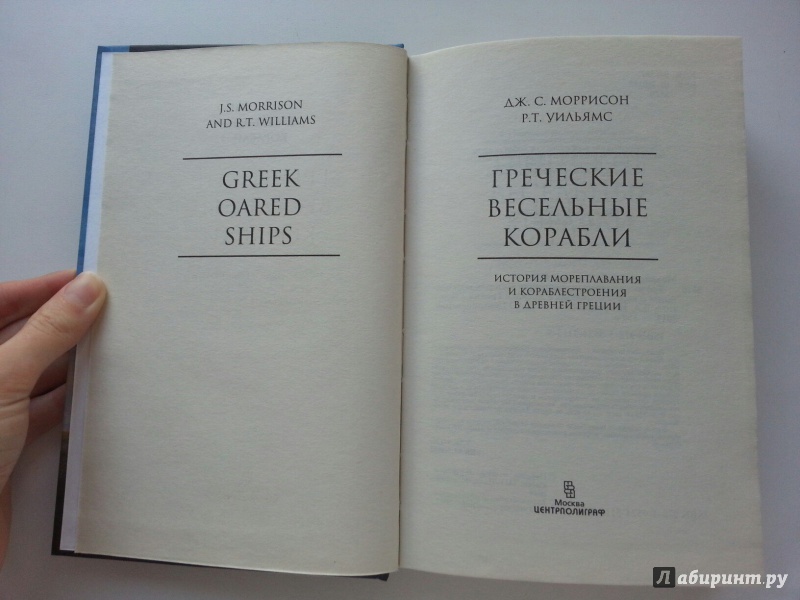 J.S. MORRISON
AND R.T. WILLIAMS
GREEK
OARED
SHIPS
ДЖ. С. МОРРИСОН
Р.Т. УИЛЬЯМС
ГРЕЧЕСКИЕ
ВЕСЕЛЬНЫЕ
КОРАБЛИ
ИСТОРИЯ МОРЕПЛАВАНИЯ
И КОРАБЛЕСТРОЕНИЯ
В ДРЕВНЕЙ ГРЕЦИИ
Москва
ЦЕНТРПОЛИГРАФ
Лабиринт.ру